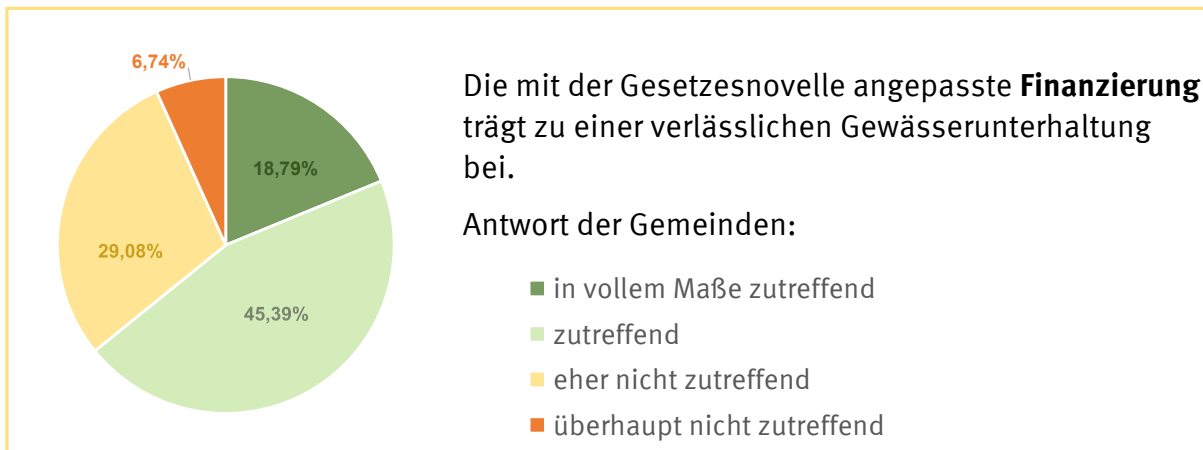 6,74%
18,79%
29,08%
45,39%
Die mit der Gesetzesnovelle angepasste Finanzierung
trägt zu einer verlässlichen Gewässerunterhaltung
bei.
Antwort der Gemeinden:
in vollem Maße zutreffend
zutreffend
eher nicht zutreffend
überhaupt nicht zutreffend